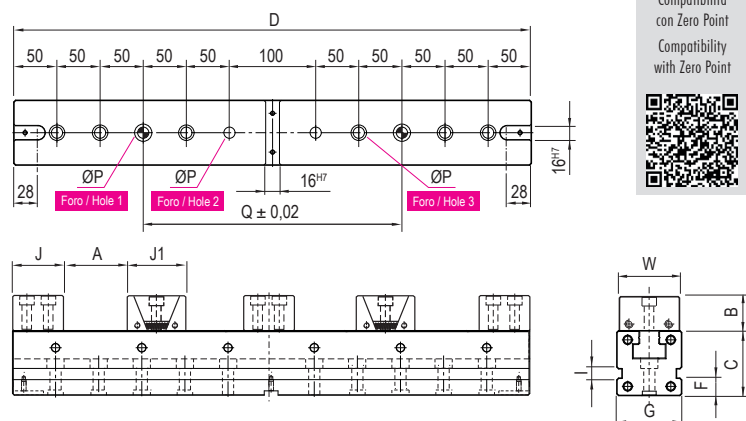 Compatibilità
con Zero Point
Compatibility
with Zero Point
D
50 50 50 50 50 100 50 50 50 50 50
ØP ØP 16H7 ØP 16H7
28 Foro / Hole 1 Foro / Hole 2 Foro / Hole 3 28
Q ± 0,02
J A J1 W
B
C
I F
G